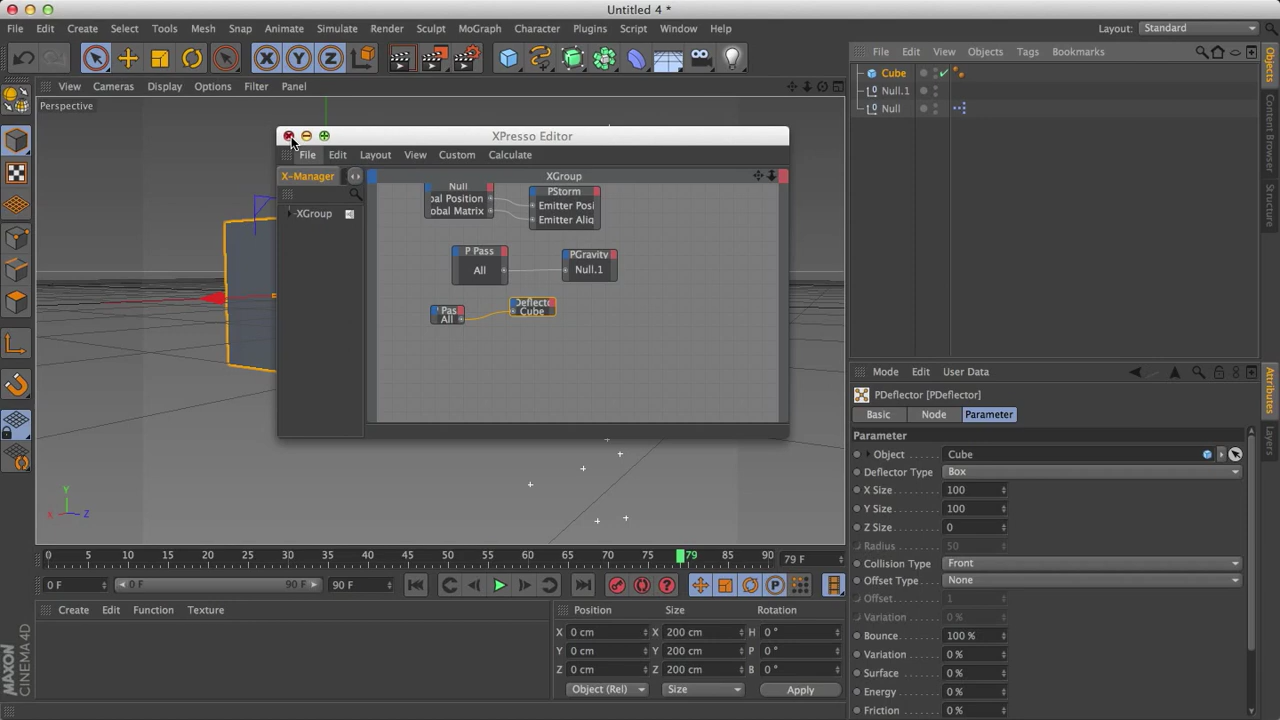 Untitled 4 *
File Edit Create Select Tools Mesh Snap Animate Simulate Render Sculpt MoGraph Character Plugins Script Window Help
Layout: Standard
X Y Z
View Cameras Display Options Filter Panel
Perspective
File Edit View Objects Tags Bookmarks
Cube
Null.1
Null
Objects
Content Browser
Structure
XPresso Editor
File Edit Layout View Custom Calculate
X-Manager
XGroup
XGroup
Null
bal Position
obal Matrix
PStorm
Emitter Posi
Emitter Aliq
P Pass
All
PGravity
Null.1
Pas
All
Deflecto
Cube
Y
X
Z
Mode Edit User Data
PDeflector [PDeflector]
Basic Node Parameter
Parameter
Object Cube
Deflector Type Box
X Size 100
Y Size 100
Z Size 0
Radius 50
Collision Type Front
Offset Type None
Offset 1
Variation 0 %
Bounce 100 %
Variation 0 %
Surface 0 %
Energy 0 %
Friction 0 %
Attributes
Layers
0 5 10 15 20 25 30 35 40 45 50 55 60 65 70 79 85 90
79 F
0 F
0 F 90 F
90 F
P
Create Edit Function Texture
Position Size Rotation
X 0 cm X 200 cm H 0 °
Y 0 cm Y 200 cm P 0 °
Z 0 cm Z 200 cm B 0 °
Object (Rel) Size Apply
MAXON
CINEMA 4D